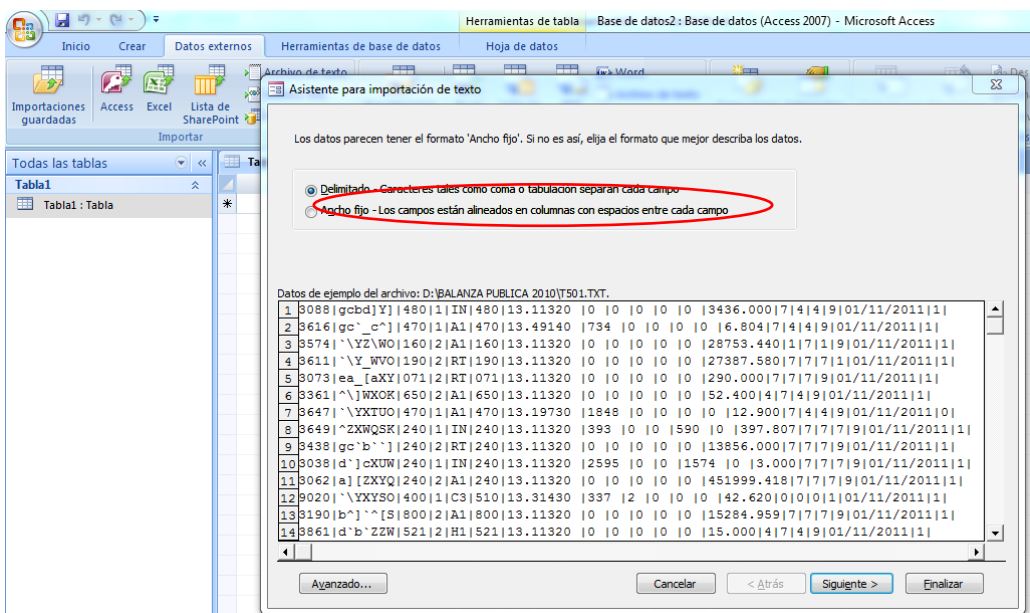 Herramientas de tabla Base de datos2 : Base de datos (Access 2007) - Microsoft Access
Inicio Crear Datos externos Herramientas de base de datos Hoja de datos
Archivo de texto Word
Importaciones guardadas Access Excel Lista de SharePoint
Importar
Asistente para importación de texto
Los datos parecen tener el formato 'Ancho fijo'. Si no es así, elija el formato que mejor describa los datos.
Todas las tablas
Tabla1
Tabla1 : Tabla
Delimitado - Caracteres tales como coma o tabulación separan cada campo
Ancho fijo - Los campos están alineados en columnas con espacios entre cada campo
Datos de ejemplo del archivo: D:\BALANZA PUBLICA 2010\T501.TXT.
1 3088|gcbd]Y]|480|1|IN|480|13.11320 |0 |0 |0 |0 |3436.000|7|4|4|9|01/11/2011|1|
2 3616|gc`_c^]|470|1|A1|470|13.49140 |734 |0 |0 |0 |0 |6.804|7|4|4|9|01/11/2011|1|
3 3574|`\YZ\WO|160|2|A1|160|13.11320 |0 |0 |0 |0 |28753.440|1|7|1|9|01/11/2011|1|
4 3611|`\Y_WVO|190|2|RT|190|13.11320 |0 |0 |0 |0 |27387.580|7|7|7|1|01/11/2011|1|
5 3073|ea_[aXY|071|2|RT|071|13.11320 |0 |0 |0 |0 |290.000|7|7|7|9|01/11/2011|1|
6 3361|^\]WXOK|650|2|A1|650|13.11320 |0 |0 |0 |0 |52.400|4|7|4|9|01/11/2011|1|
7 3647|`\YXTUO|470|1|A1|470|13.19730 |1848 |0 |0 |0 |0 |12.900|7|4|4|9|01/11/2011|0|
8 3649|^ZXWQSK|240|1|IN|240|13.11320 |393 |0 |0 |590 |0 |397.807|7|7|7|9|01/11/2011|1|
9 3438|gc`b``]|240|2|RT|240|13.11320 |0 |0 |0 |0 |13856.000|7|7|7|9|01/11/2011|1|
10 3038|d`]cXUW|240|1|IN|240|13.11320 |2595 |0 |0 |1574 |0 |3.000|7|7|7|9|01/11/2011|1|
11 3062|a][ZXYQ|240|2|A1|240|13.11320 |0 |0 |0 |0 |451999.418|7|7|7|9|01/11/2011|1|
12 9020|`\YXYSO|400|1|C3|510|13.31430 |337 |2 |0 |0 |0 |42.620|0|0|0|1|01/11/2011|1|
13 3190|b^]`^[S|800|2|A1|800|13.11320 |0 |0 |0 |0 |15284.959|7|7|7|9|01/11/2011|1|
14 3861|d`b`ZZW|521|2|H1|521|13.11320 |0 |0 |0 |0 |15.000|4|7|4|9|01/11/2011|1|
Avanzado... Cancelar < Atrás Siguiente > Finalizar